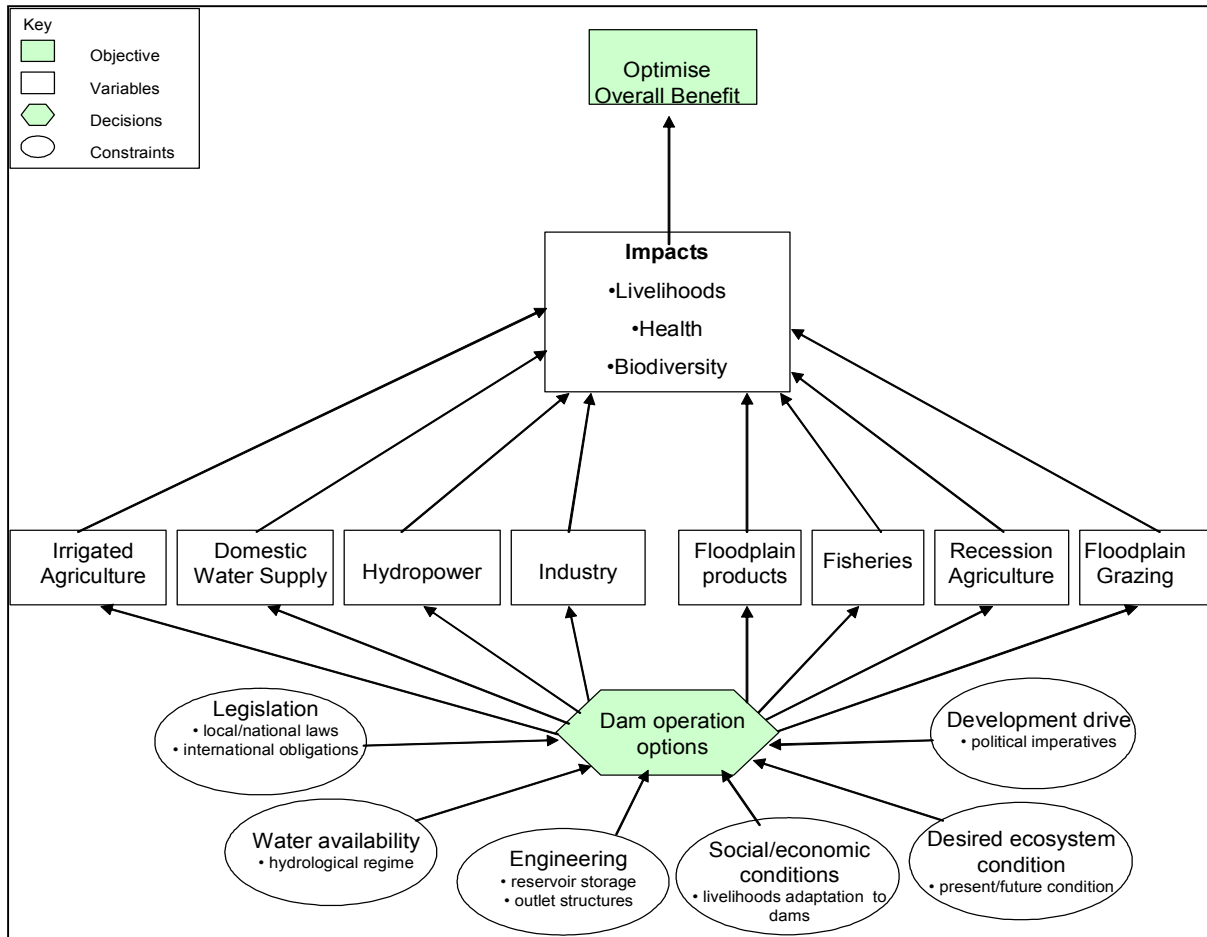 Key
Objective
Variables
Decisions
Constraints
Optimise
Overall Benefit
Impacts
•Livelihoods
•Health
•Biodiversity
Irrigated
Agriculture
Domestic
Water Supply
Hydropower
Industry
Floodplain
products
Fisheries
Recession
Agriculture
Floodplain
Grazing
Dam operation
options
Legislation
• local/national laws
• international obligations
Development drive
• political imperatives
Water availability
• hydrological regime
Engineering
• reservoir storage
• outlet structures
Social/economic
conditions
• livelihoods adaptation to
dams
Desired ecosystem
condition
• present/future condition